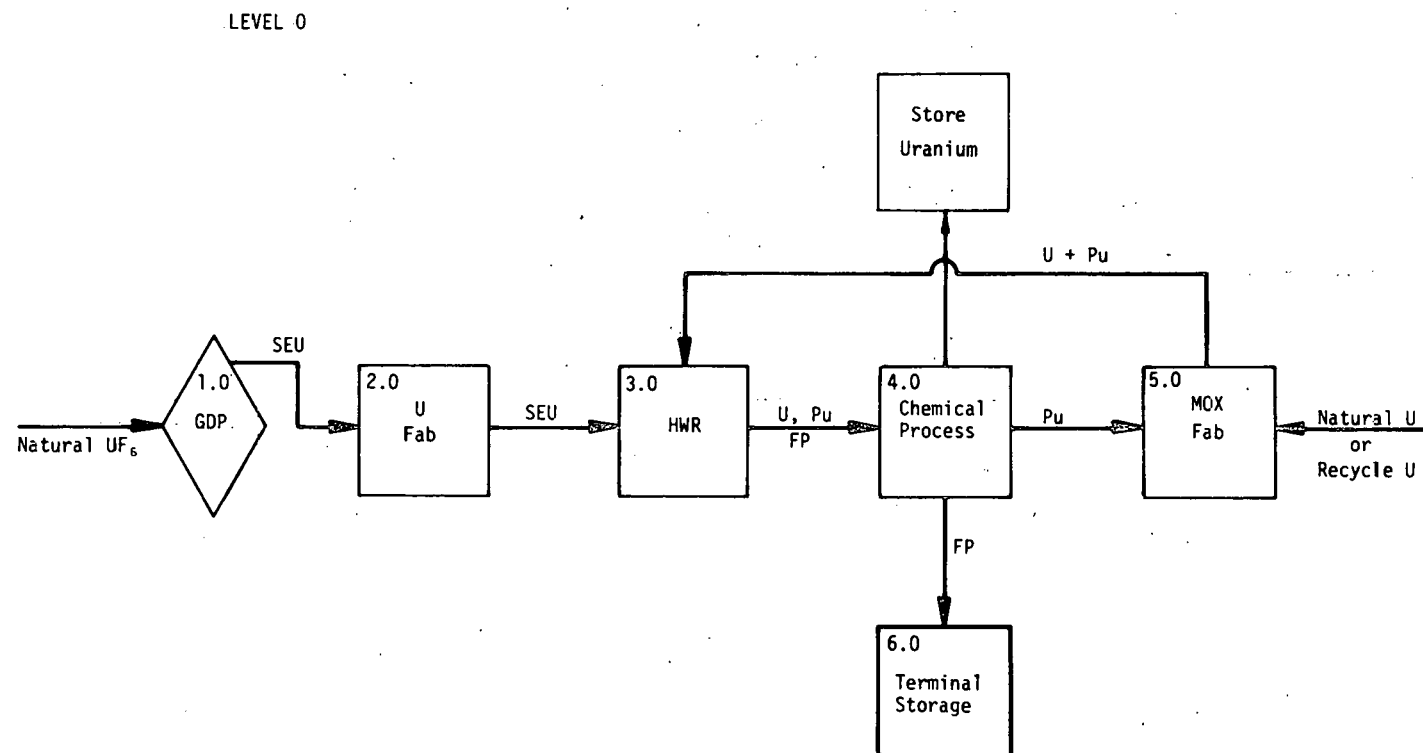 LEVEL 0
Store
Uranium
U + Pu
SEU
1.0
GDP
Natural UF₆
2.0
U
Fab
SEU
3.0
HWR
U, Pu
FP
4.0
Chemical
Process
Pu
5.0
MOX
Fab
Natural U
or
Recycle U
FP
6.0
Terminal
Storage